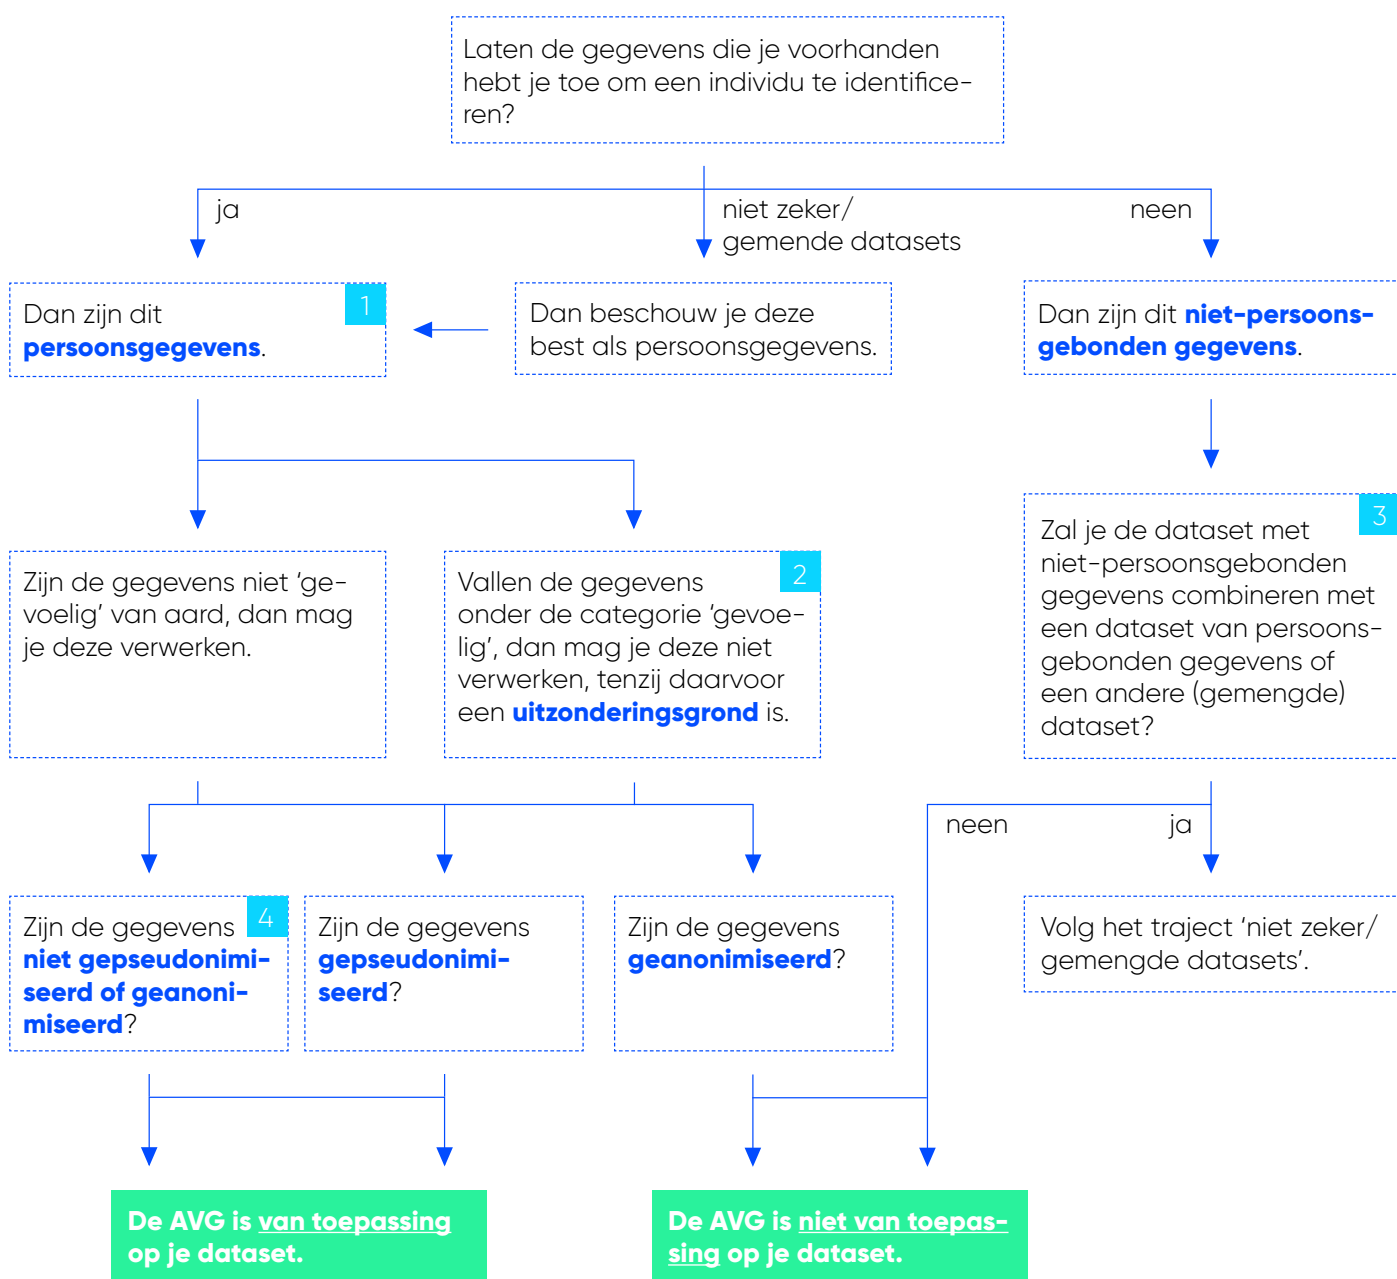 Laten de gegevens die je voorhanden
hebt je toe om een individu te identifice-
ren?
ja
niet zeker/
gemende datasets
neen
Dan zijn dit
persoonsgegevens.
1
Dan beschouw je deze
best als persoonsgegevens.
Dan zijn dit niet-persoons-
gebonden gegevens.
Zijn de gegevens niet ‘ge-
voelig’ van aard, dan mag
je deze verwerken.
Vallen de gegevens
onder de categorie ‘gevoe-
lig’, dan mag je deze niet
verwerken, tenzij daarvoor
een uitzonderingsgrond is.
2
Zal je de dataset met
niet-persoonsgebonden
gegevens combineren met
een dataset van persoons-
gebonden gegevens of
een andere (gemengde)
dataset?
3
neen
ja
Zijn de gegevens
niet gepseudonimi-
seerd of geanoni-
miseerd?
4
Zijn de gegevens
gepseudonimi-
seerd?
Zijn de gegevens
geanonimiseerd?
Volg het traject ‘niet zeker/
gemengde datasets’.
De AVG is van toepassing
op je dataset.
De AVG is niet van toepas-
sing op je dataset.